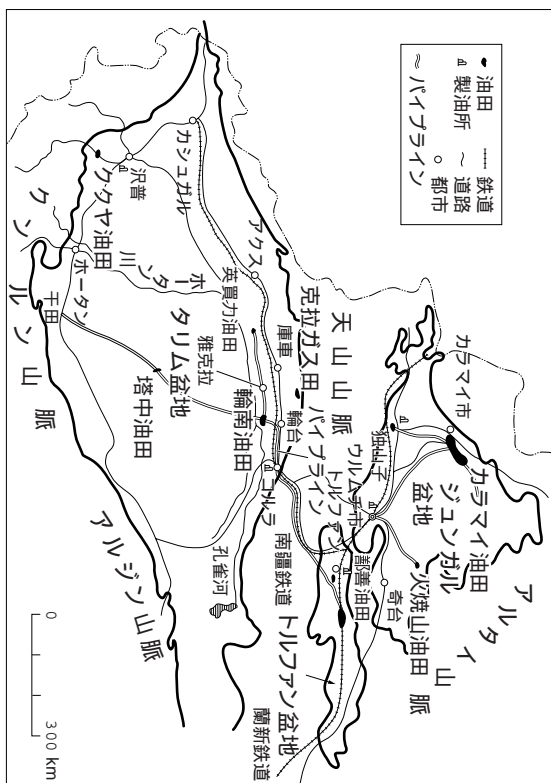 油田
製油所
パイプライン
鉄道
道路
都市
アルタイ山脈
カラマイ市
カラマイ油田
ジュンガル盆地
独山子
火焼山油田
奇台
ウルムチ市
天山山脈
克拉ガス田
トルファン
パイプライン
鄯善油田
トルファン盆地
蘭新鉄道
南疆鉄道
アクス
庫車
輪台
コルラ
カシュガル
英買力油田
雅克拉
輪南油田
孔雀河
タリム盆地
塔中油田
沢普
ククヤ油田
ホータン川
ホータン
于田
クンルン山脈
アルジン山脈
0
300 km